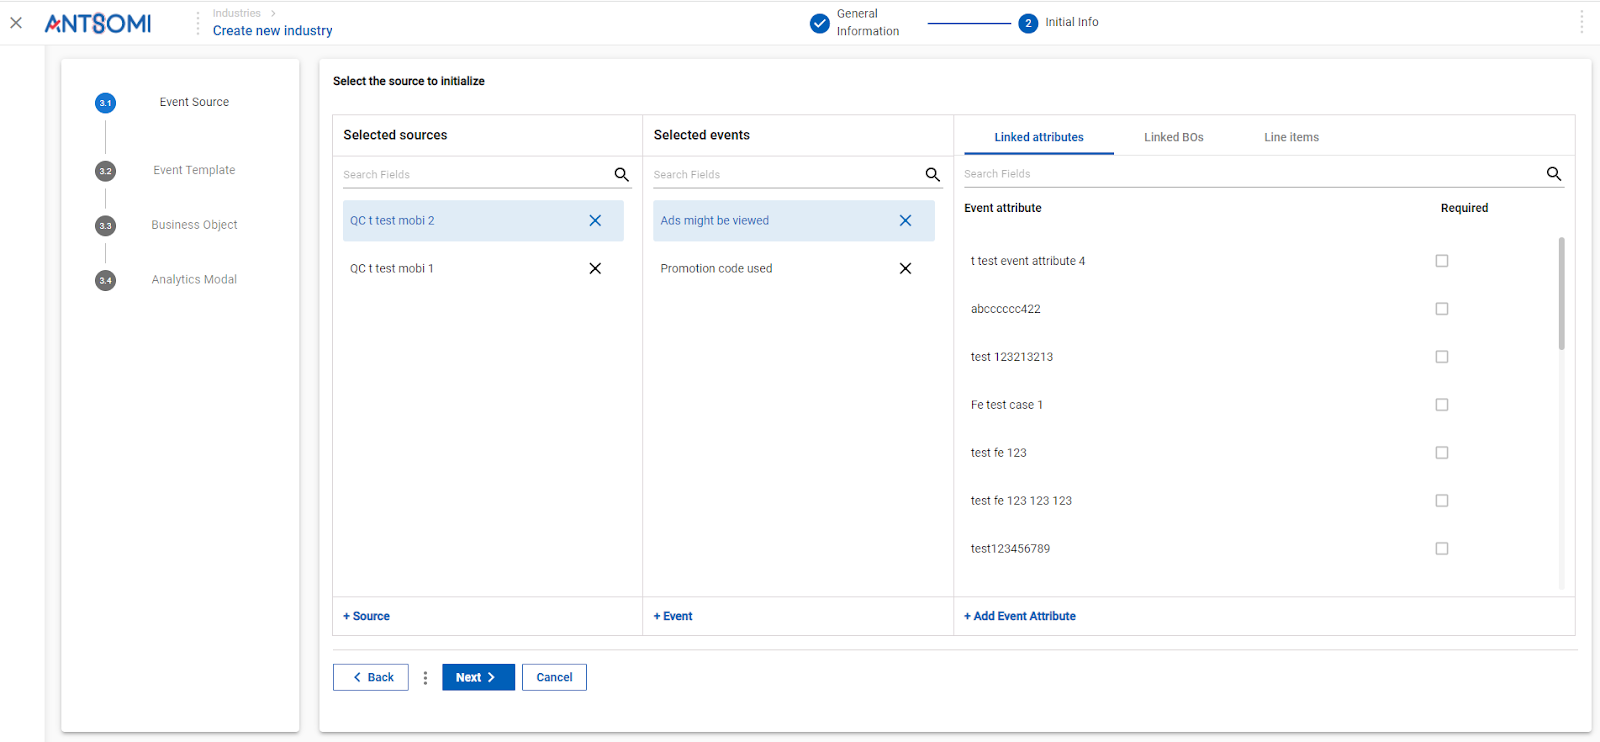 ANTSOMI
Industries >
Create new industry
General
Information
2
Initial Info
3.1
Event Source
3.2
Event Template
3.3
Business Object
3.4
Analytics Modal
Select the source to initialize
Selected sources
Search Fields
QC t test mobi 2
QC t test mobi 1
+ Source
Selected events
Search Fields
Ads might be viewed
Promotion code used
+ Event
Linked attributes
Linked BOs
Line items
Search Fields
Event attribute
Required
t test event attribute 4
abcccccc422
test 123213213
Fe test case 1
test fe 123
test fe 123 123 123
test123456789
+ Add Event Attribute
Back
Next
Cancel